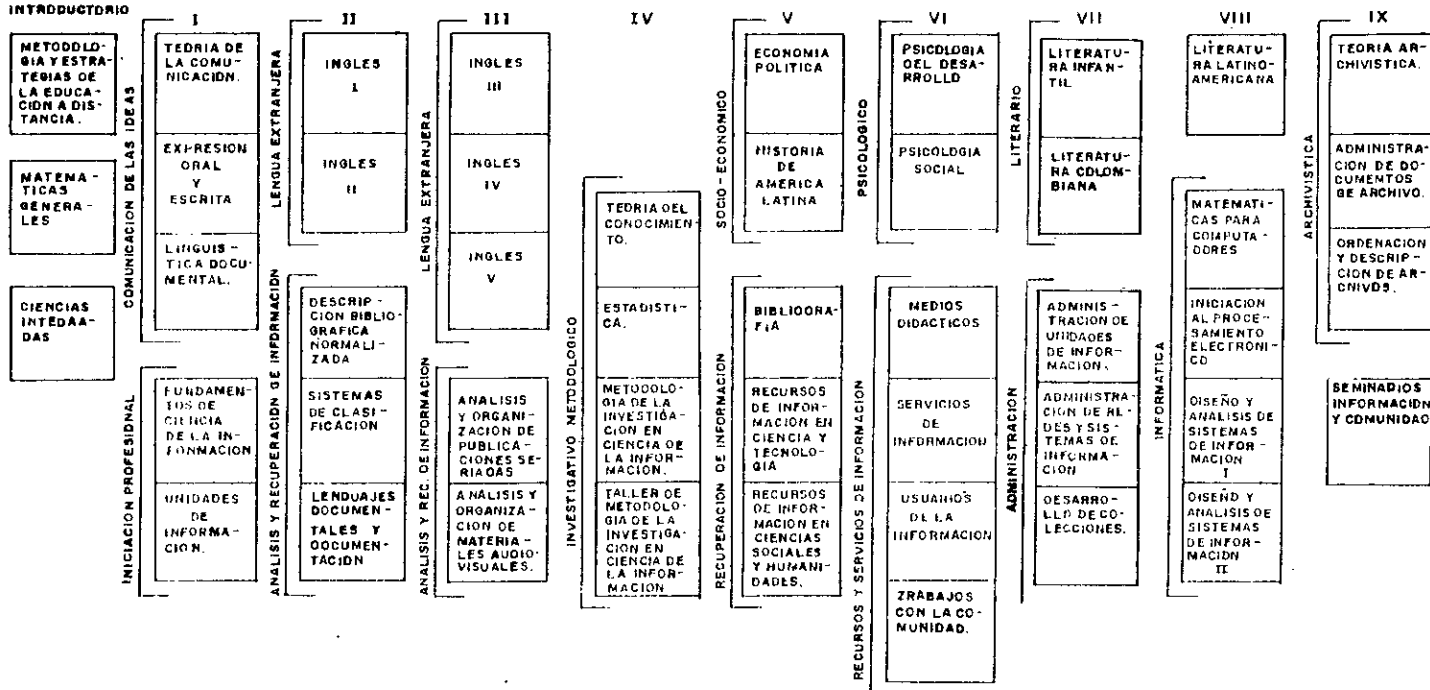 INTRODUCTORIO
METODOLO-
GIA Y ESTRA-
TEGIAS DE
LA EDUCA-
CION A DIS-
TANCIA.
MATEMA-
TICAS
GENERA-
LES
CIENCIAS
INTEDAA-
DAS
I
COMUNICACION DE LAS IDEAS
TEORIA DE
LA COMU-
NICACION.
EXPRESION
ORAL
Y
ESCRITA
LINGUIS-
TICA DOCU-
MENTAL.
INICIACION PROFESIONAL
FUNDAMEN-
TOS DE
CIENCIA
DE LA IN-
FORMACION
UNIDADES
DE
INFORMA-
CION.
II
LENGUA EXTRANJERA
INGLES
I
INGLES
II
ANALISIS Y RECUPERACION DE INFORMACION
DESCRIP-
CION BIBLIO-
GRAFICA
NORMALI-
ZADA
SISTEMAS
DE CLASI-
FICACION
LENDUAJES
DOCUMEN-
TALES Y
DOCUMEN-
TACION
III
LENGUA EXTRANJERA
INGLES
III
INGLES
IV
INGLES
V
ANALISIS Y REC. DE INFORMACION
ANALISIS
Y ORGANI-
ZACION DE
PUBLICA-
CIONES SE-
RIADAS
ANALISIS Y
ORGANIZA-
CION DE
MATERIA-
LES AUDIO-
VISUALES.
IV
INVESTIGATIVO METODOLOGICO
TEORIA DEL
CONOCIMIEN-
TO.
ESTADISTI-
CA.
METODOLO-
GIA DE LA
INVESTIGA-
CION EN
CIENCIA DE
LA INFOR-
MACION.
TALLER DE
METODOLO-
GIA DE LA
INVESTIGA-
CION EN
CIENCIA DE
LA INFOR-
MACION
V
SOCIO-ECONOMICO
ECONOMIA
POLITICA
HISTORIA
DE
AMERICA
LATINA
RECUPERACION DE INFORMACION
BIBLIOORA-
FIA
RECURSOS
DE INFOR-
MACION EN
CIENCIA Y
TECNOLO-
GIA
RECURSOS
DE INFOR-
MACION EN
CIENCIAS
SOCIALES
Y HUMANI-
DADES.
VI
PSICOLOGICO
PSICOLOGIA
DEL DESA-
RROLLO
PSICOLOGIA
SOCIAL
RECURSOS Y SERVICIOS DE INFORMACION
MEDIOS
DIDACTICOS
SERVICIOS
DE
INFORMACION
USUARIOS
DE LA
INFORMACION
ZRABAJOS
CON LA CO-
MUNIDAD.
VII
LITERARIO
LITERATU-
RA INFAN-
TIL
LITERATU-
RA COLOM-
BIANA
ADMINISTRACION
ADMINIS-
TRACION DE
UNIDADES
DE INFOR-
MACION.
ADMINISTRA-
CION DE RE-
DES Y SIS-
TEMAS DE
INFORMA-
CION
DESARRO-
LLO DE CO-
LECCIONES.
VIII
LITERATU-
RA LATINO-
AMERICANA
INFORMATICA
MATEMATI-
CAS PARA
COMPUTA-
DORES
INICIACION
AL PROCE-
SAMIENTO
ELECTRONI-
CO
DISEÑO Y
ANALISIS DE
SISTEMAS
DE INFOR-
MACION
I
DISEÑO Y
ANALISIS DE
SISTEMAS
DE INFOR-
MACION
II
IX
ARCHIVISTICA
TEORIA AR-
CHIVISTICA.
ADMINISTRA-
CION DE DO-
CUMENTOS
DE ARCHIVO.
ORDENACION
Y DESCRIP-
CION DE AR-
CHIVOS.
SEMINARIOS
INFORMACION
Y COMUNIDAD